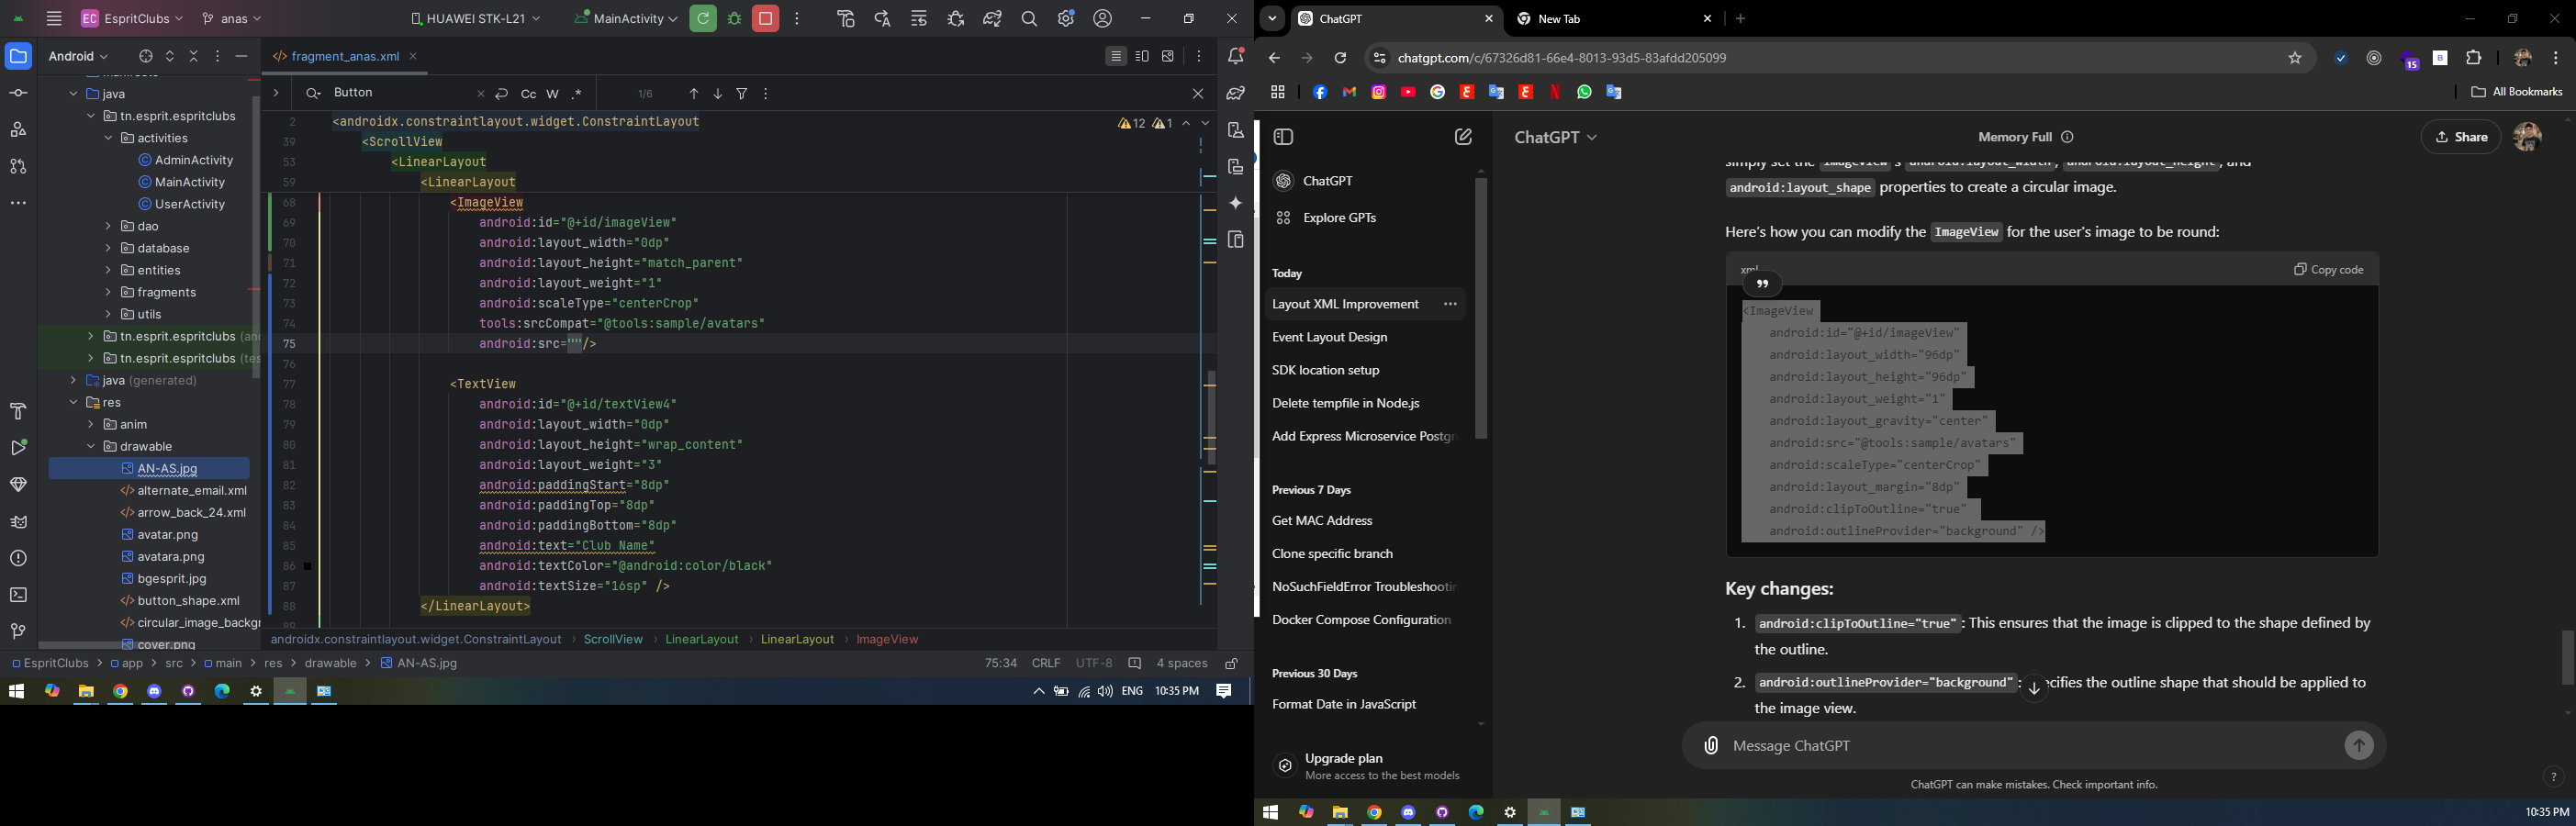 EC EspritClubs
anas
HUAWEI STK-L21
MainActivity
Android
fragment_anas.xml
java
tn.esprit.espritclubs
activities
AdminActivity
MainActivity
UserActivity
dao
database
entities
fragments
utils
tn.esprit.espritclubs
tn.esprit.espritclubs
java (generated)
res
anim
drawable
AN-AS.jpg
alternate_email.xml
arrow_back_24.xml
avatar.png
avatara.png
bgesprit.jpg
button_shape.xml
cover.png
Button
Cc W .*
1/6
12 1
2 <androidx.constraintlayout.widget.ConstraintLayout
39 <ScrollView
53 <LinearLayout
59 <LinearLayout
68 <ImageView
69 android:id="@+id/imageView"
70 android:layout_width="0dp"
71 android:layout_height="match_parent"
72 android:layout_weight="1"
73 android:scaleType="centerCrop"
74 tools:srcCompat="@tools:sample/avatars"
75 android:src=""/>
76
77 <TextView
78 android:id="@+id/textView4"
79 android:layout_width="0dp"
80 android:layout_height="wrap_content"
81 android:layout_weight="3"
82 android:paddingStart="8dp"
83 android:paddingTop="8dp"
84 android:paddingBottom="8dp"
85 android:text="Club Name"
86 android:textColor="@android:color/black"
87 android:textSize="16sp" />
88 </LinearLayout>
androidx.constraintlayout.widget.ConstraintLayout > ScrollView > LinearLayout > LinearLayout > ImageView
EspritClubs > app > src > main > res > drawable > AN-AS.jpg
75:34 CRLF UTF-8 4 spaces
ENG 10:35 PM
ChatGPT
New Tab
chatgpt.com/c/67326d81-66e4-8013-93d5-83afdd205099
15
All Bookmarks
ChatGPT
Explore GPTs
Today
Layout XML Improvement
Event Layout Design
SDK location setup
Delete tempfile in Node.js
Add Express Microservice Postgr
Previous 7 Days
Get MAC Address
Clone specific branch
NoSuchFieldError Troubleshootin
Docker Compose Configuration
Previous 30 Days
Format Date in JavaScript
Upgrade plan
More access to the best models
ChatGPT
Memory Full
Share
simply set the ImageView's android:layout_width, android:layout_height, and
android:layout_shape properties to create a circular image.
Here's how you can modify the ImageView for the user's image to be round:
xml
Copy code
<ImageView
android:id="@+id/imageView"
android:layout_width="96dp"
android:layout_height="96dp"
android:layout_weight="1"
android:layout_gravity="center"
android:src="@tools:sample/avatars"
android:scaleType="centerCrop"
android:layout_margin="8dp"
android:clipToOutline="true"
android:outlineProvider="background" />
Key changes:
1. android:clipToOutline="true": This ensures that the image is clipped to the shape defined by
the outline.
2. android:outlineProvider="background": ecifies the outline shape that should be applied to
the image view.
Message ChatGPT
ChatGPT can make mistakes. Check important info.
?
10:35 PM